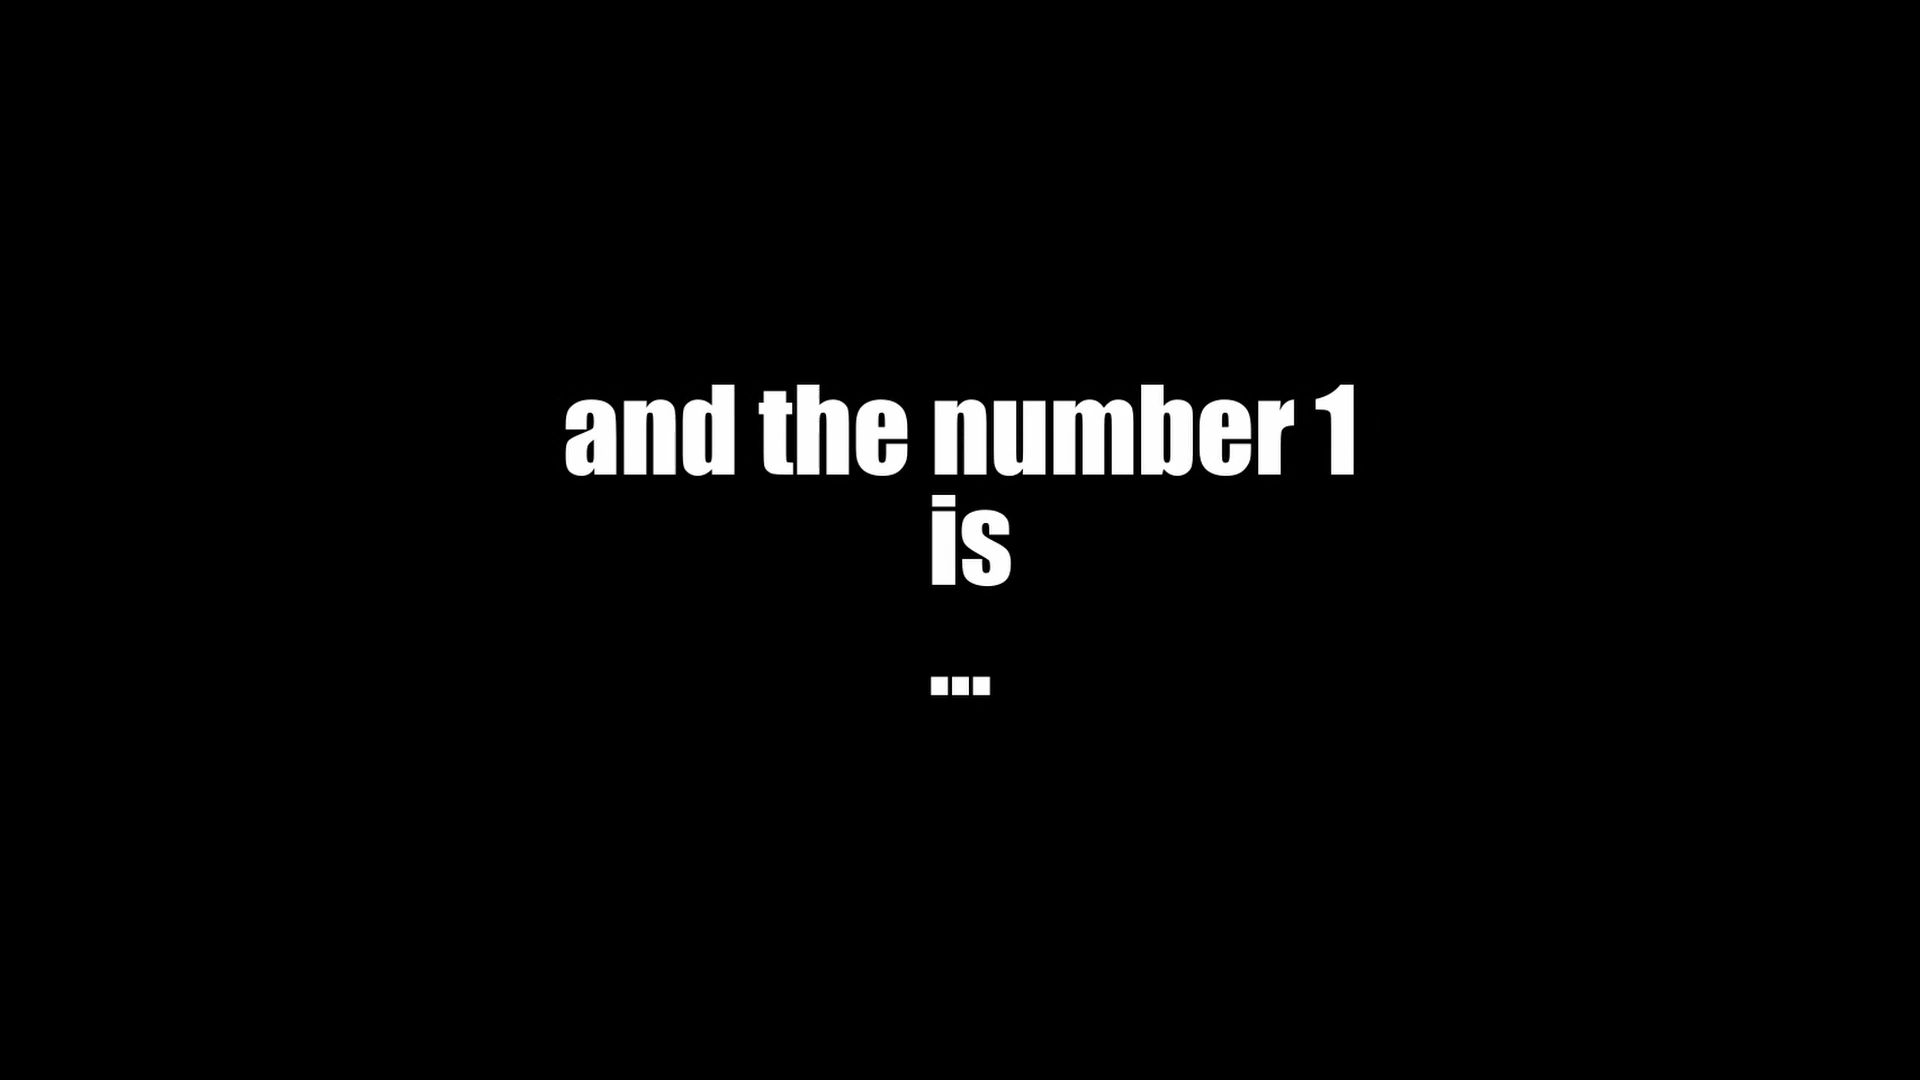 and the number 1
is
...